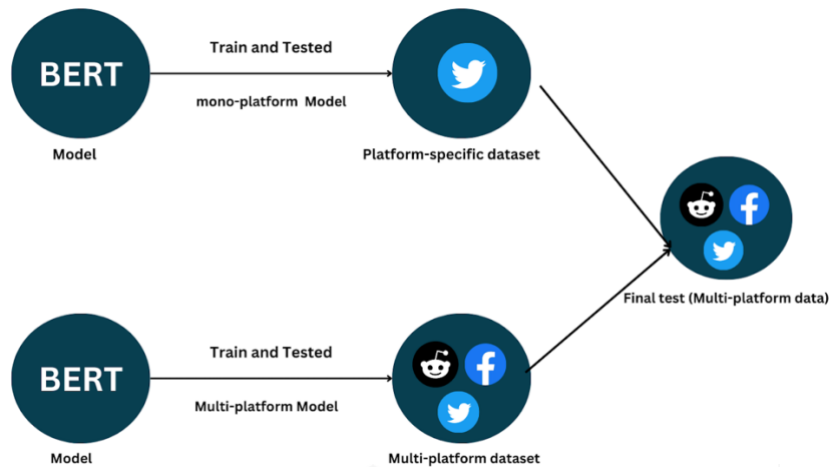 BERT
Train and Tested
mono-platform Model
Model
Platform-specific dataset
Final test (Multi-platform data)
BERT
Train and Tested
Multi-platform Model
Model
Multi-platform dataset